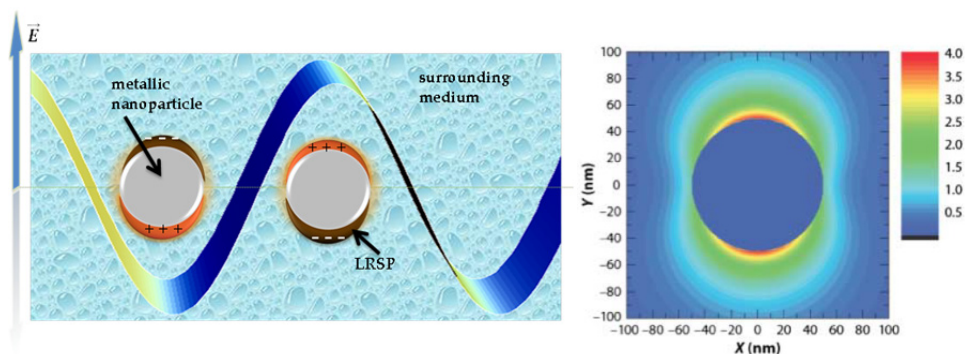 E
metallic
nanoparticle
surrounding
medium
- - -
+ + +
+ + +
- - - -
LRSP
100
80
60
40
20
0
−20
−40
−60
−80
−100
Y (nm)
−100 −80 −60 −40 −20 0 20 40 60 80 100
X (nm)
4.0
3.5
3.0
2.5
2.0
1.5
1.0
0.5